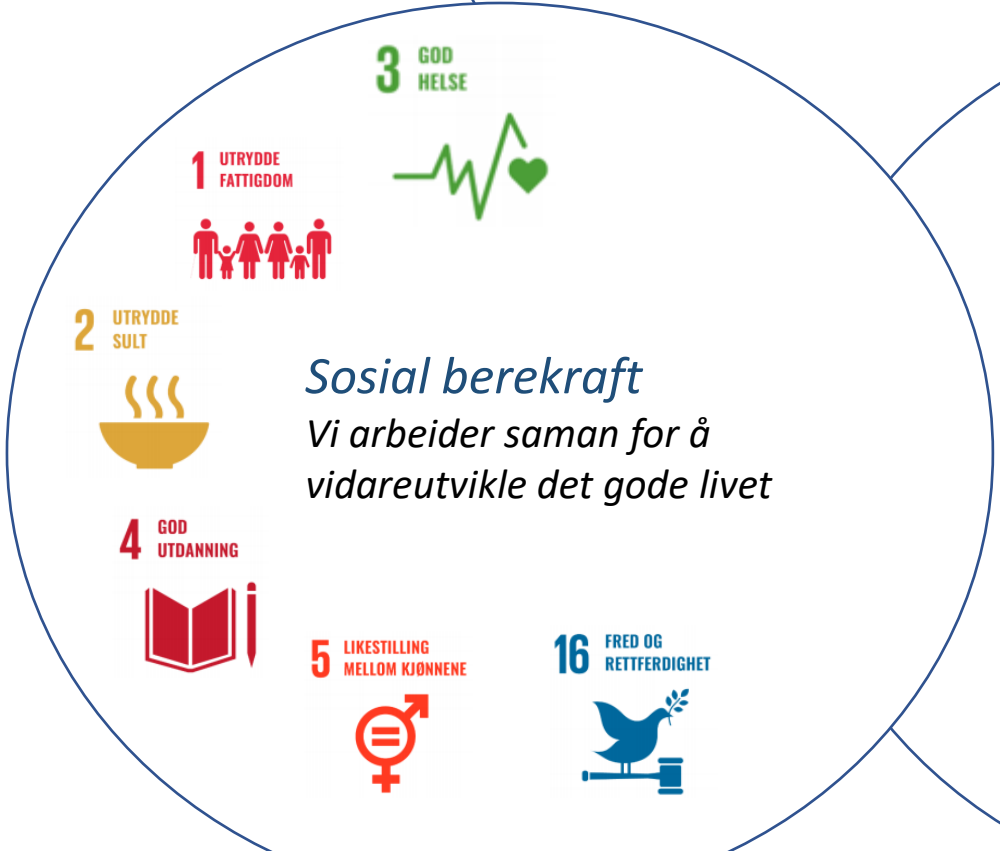 3 GOD
HELSE
1 UTRYDDE
FATTIGDOM
2 UTRYDDE
SULT
Sosial berekraft
Vi arbeider saman for å
vidareutvikle det gode livet
4 GOD
UTDANNING
5 LIKESTILLING
MELLOM KJØNNENE
16 FRED OG
RETTFERDIGHET